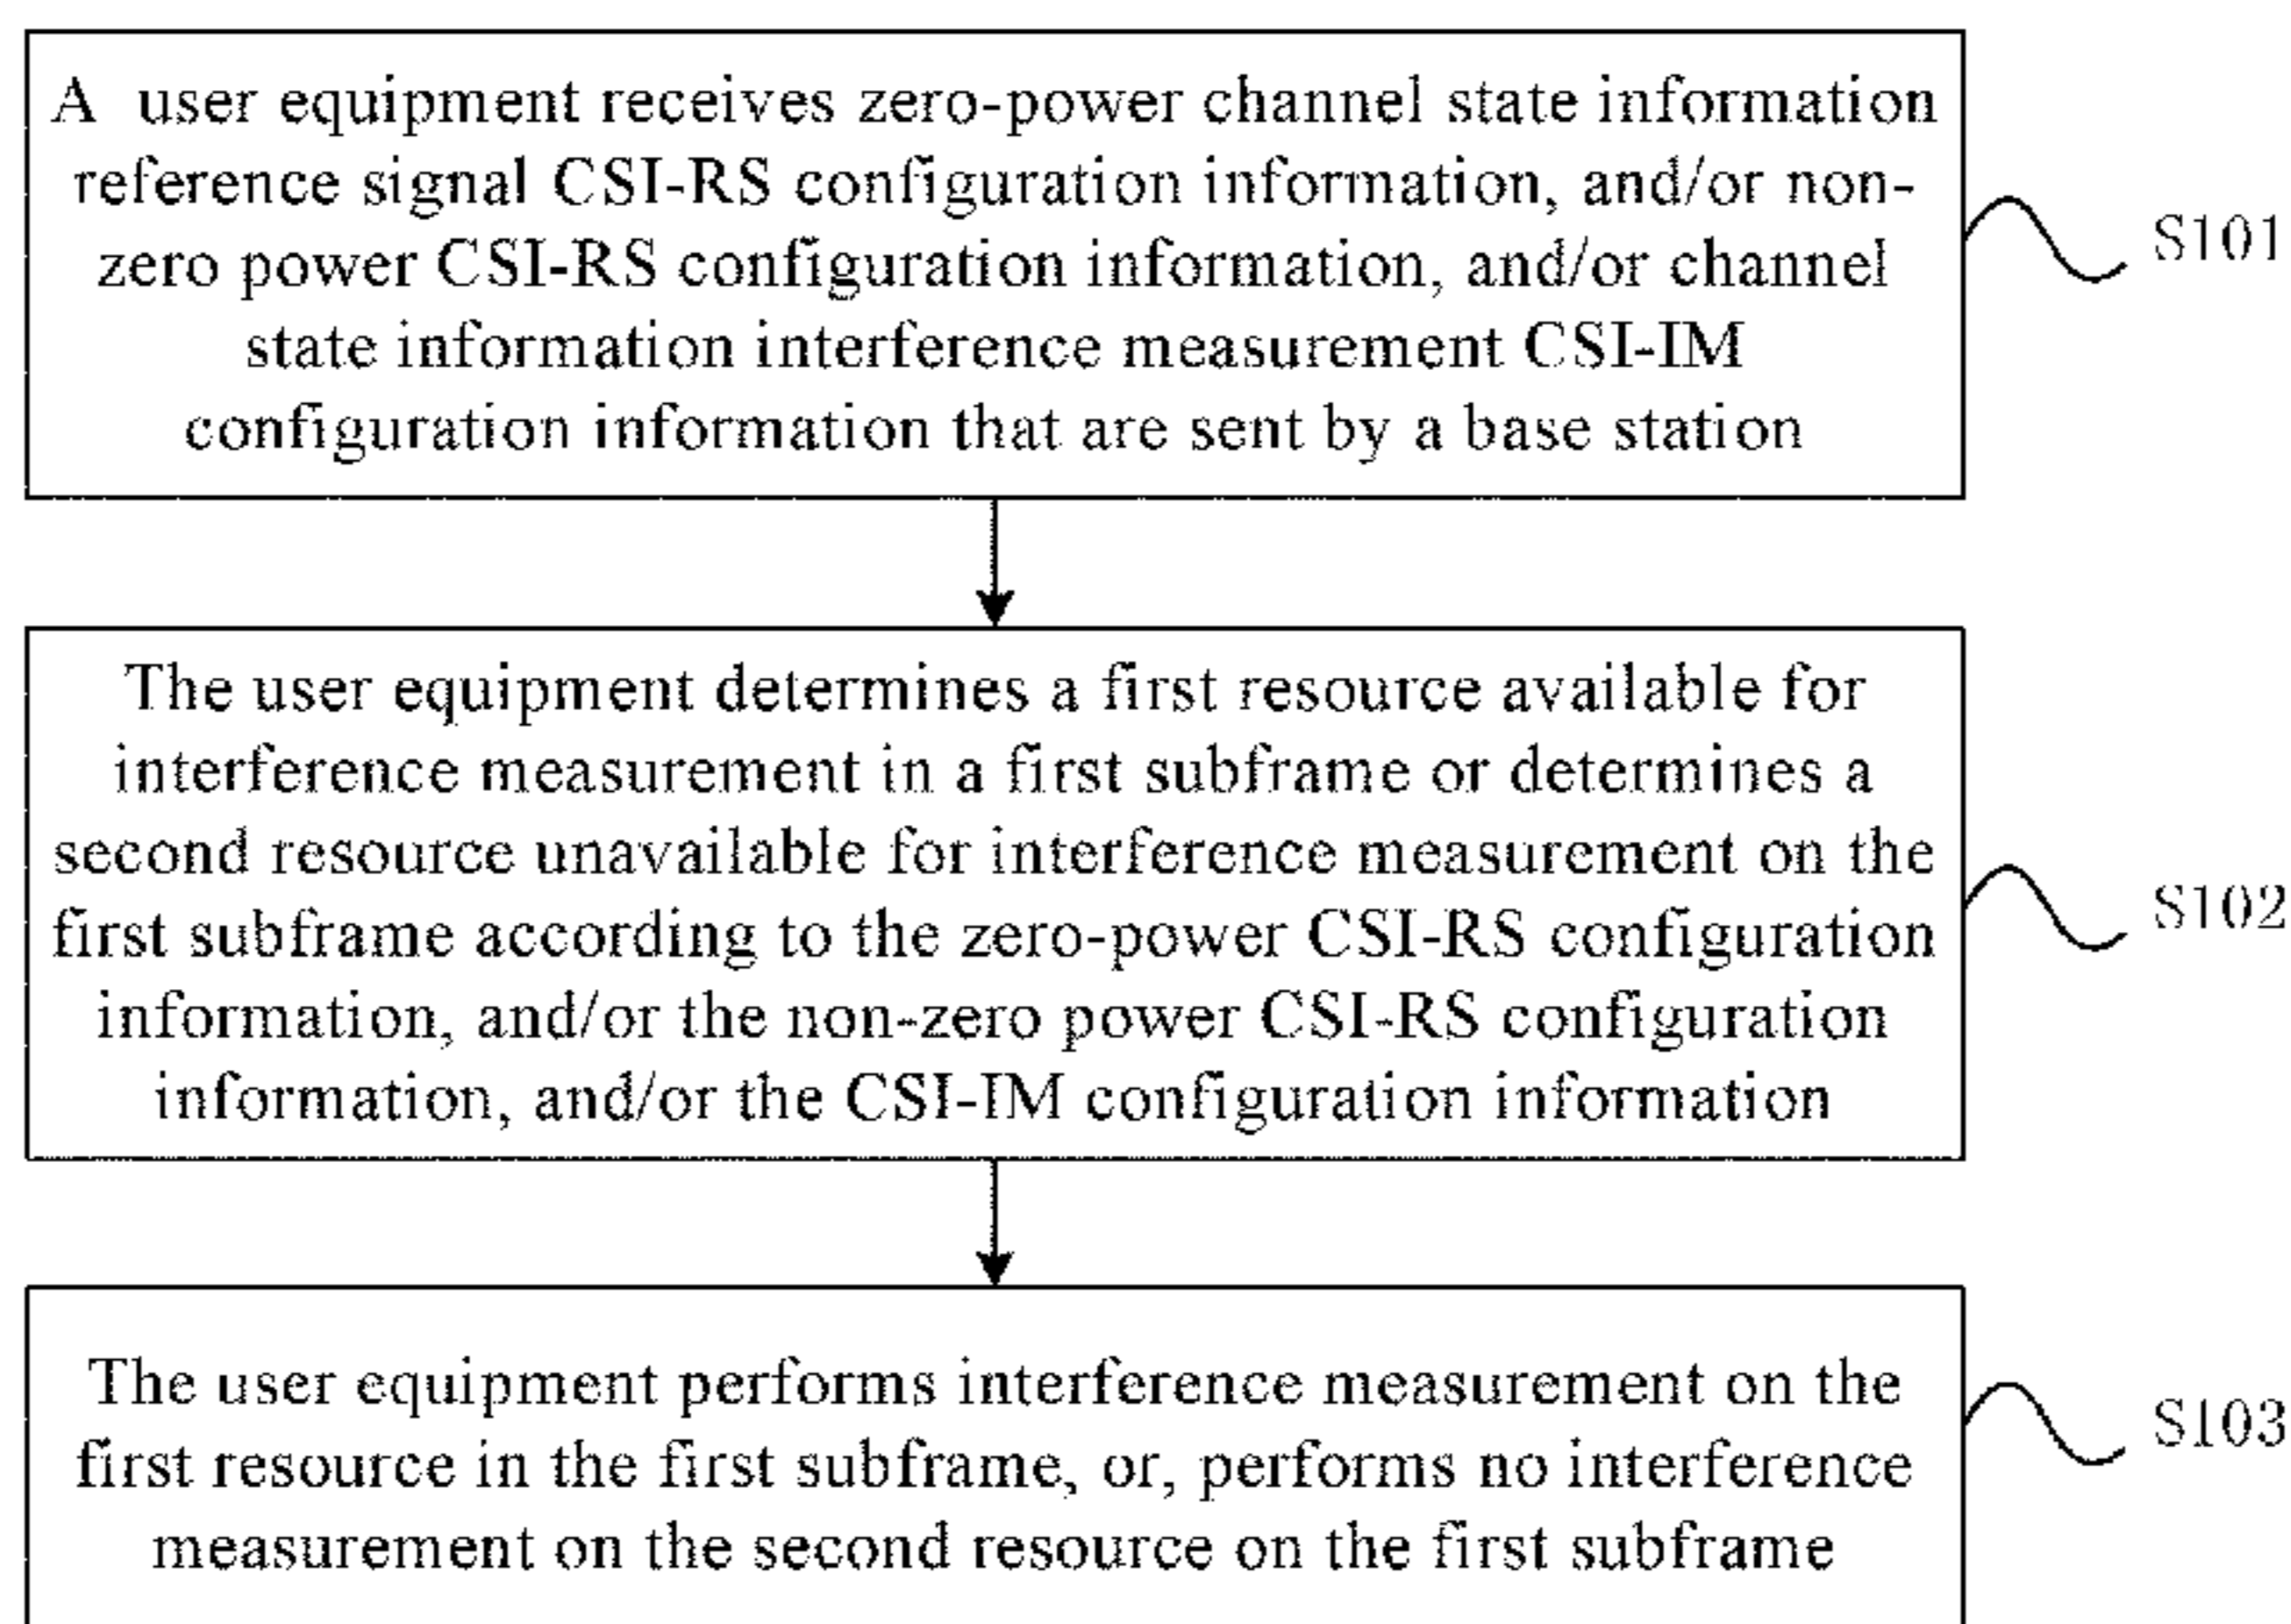 A user equipment receives zero-power channel state information
reference signal CSI-RS configuration information, and/or non-
zero power CSI-RS configuration information, and/or channel
state information interference measurement CSI-IM
configuration information that are sent by a base station
S101
The user equipment determines a first resource available for
interference measurement in a first subframe or determines a
second resource unavailable for interference measurement on the
first subframe according to the zero-power CSI-RS configuration
information, and/or the non-zero power CSI-RS configuration
information, and/or the CSI-IM configuration information
S102
The user equipment performs interference measurement on the
first resource in the first subframe, or, performs no interference
measurement on the second resource on the first subframe
S103